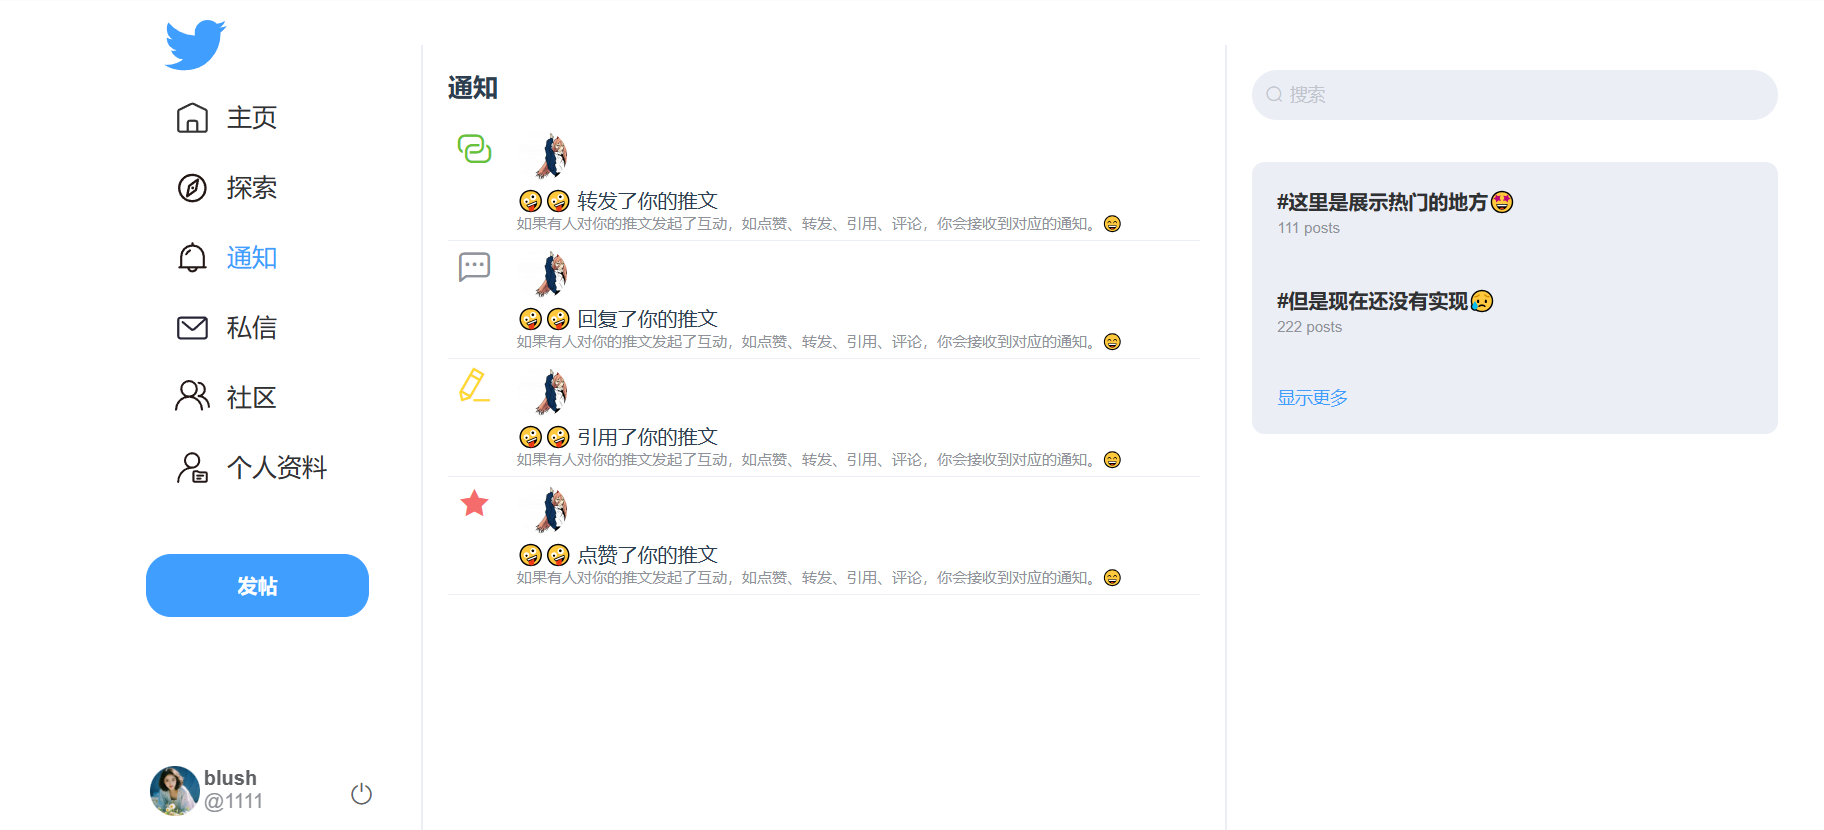 主页
探索
通知
私信
社区
个人资料
发帖
blush
@1111
通知
🤪🤪 转发了你的推文
如果有人对你的推文发起了互动，如点赞、转发、引用、评论，你会接收到对应的通知。😄
🤪🤪 回复了你的推文
如果有人对你的推文发起了互动，如点赞、转发、引用、评论，你会接收到对应的通知。😄
🤪🤪 引用了你的推文
如果有人对你的推文发起了互动，如点赞、转发、引用、评论，你会接收到对应的通知。😄
🤪🤪 点赞了你的推文
如果有人对你的推文发起了互动，如点赞、转发、引用、评论，你会接收到对应的通知。😄
搜索
#这里是展示热门的地方🤩
111 posts
#但是现在还没有实现😥
222 posts
显示更多